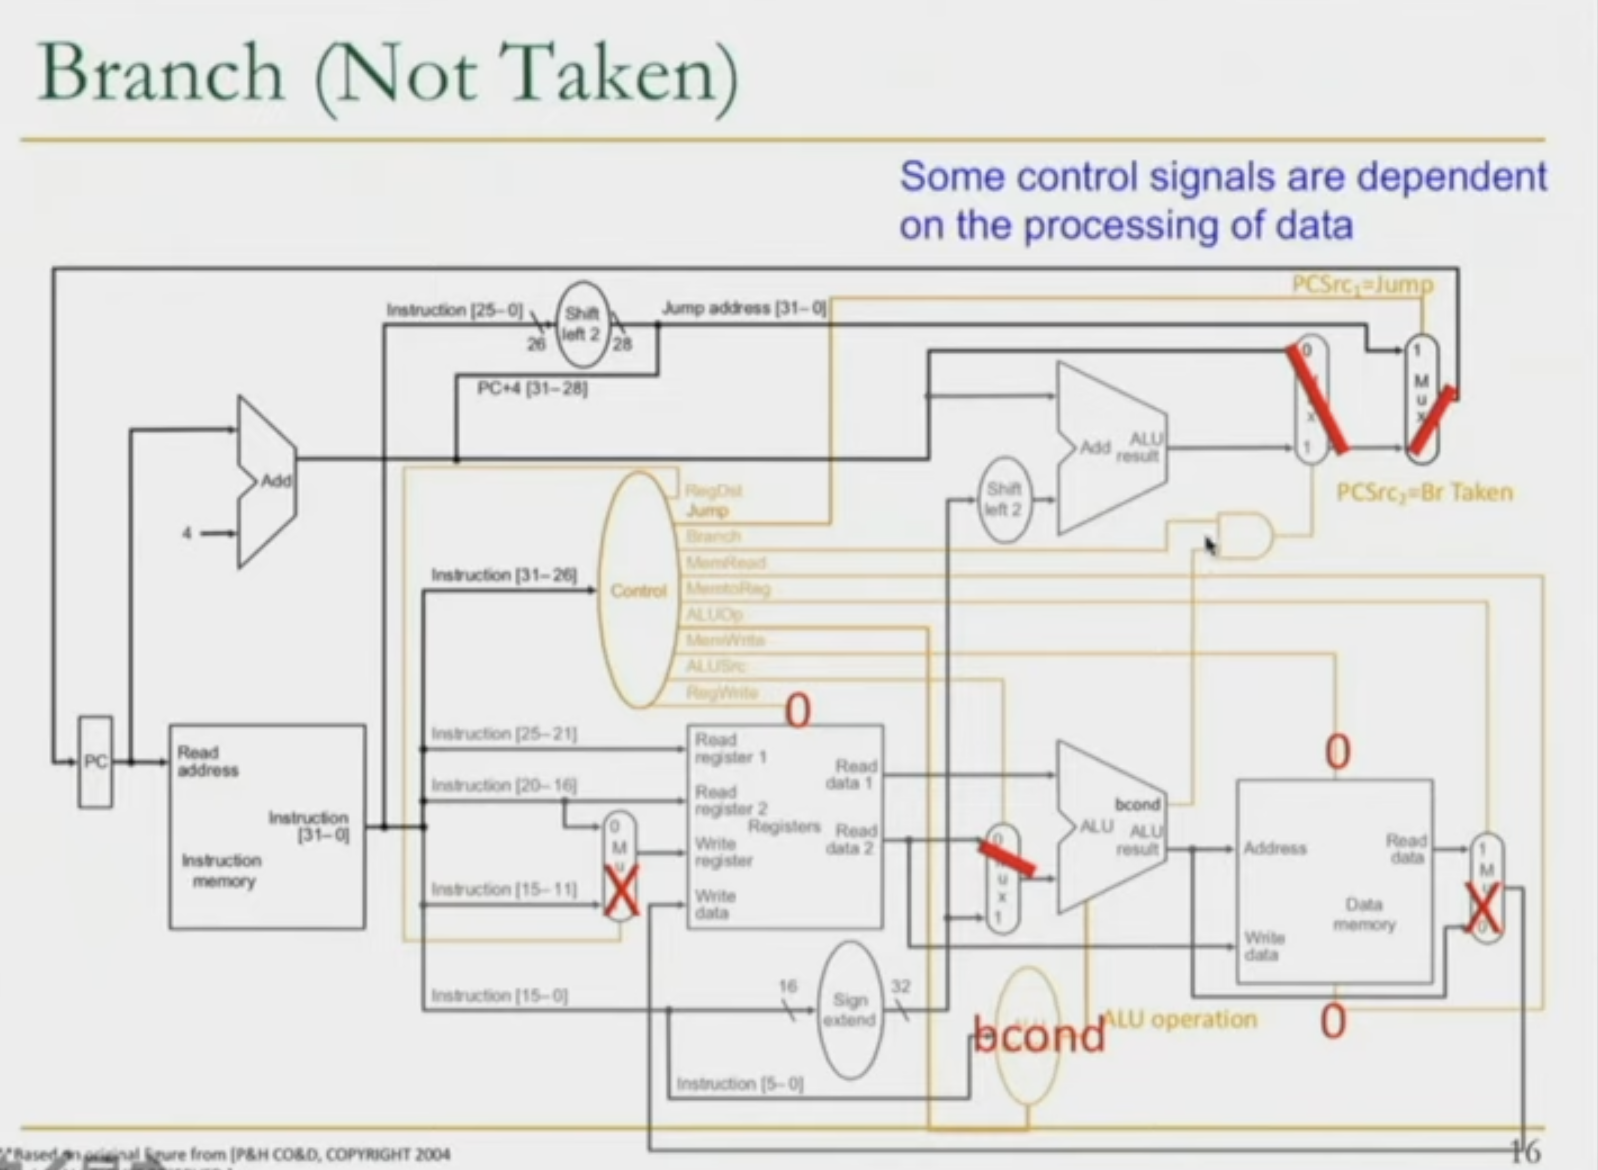 Branch (Not Taken)
Some control signals are dependent
on the processing of data
PCSrc₁=Jump
Instruction [25–0]
Shift
left 2
Jump address [31–0]
26
28
PC+4 [31–28]
0
x
1
1
M
u
x
Add
ALU
result
Add
Shift
left 2
PCSrc₂=Br Taken
4
RegDst
Jump
Branch
MemRead
MemtoReg
ALUOp
MemWrite
ALUSrc
RegWrite
Instruction [31–26]
Control
0
PC
Read
address
Instruction
[31–0]
Instruction
memory
Instruction [25–21]
Instruction [20–16]
Instruction [15–11]
0
M
u
X
Read
register 1
Read
register 2
Write
register
Write
data
Registers
Read
data 1
Read
data 2
0
u
x
1
bcond
ALU
ALU
result
0
Address
Read
data
Data
memory
Write
data
1
M
X
0
Instruction [15–0]
16
Sign
extend
32
bcond
ALU operation
0
Instruction [5–0]
**Based on original figure from [P&H CO&D, COPYRIGHT 2004
16